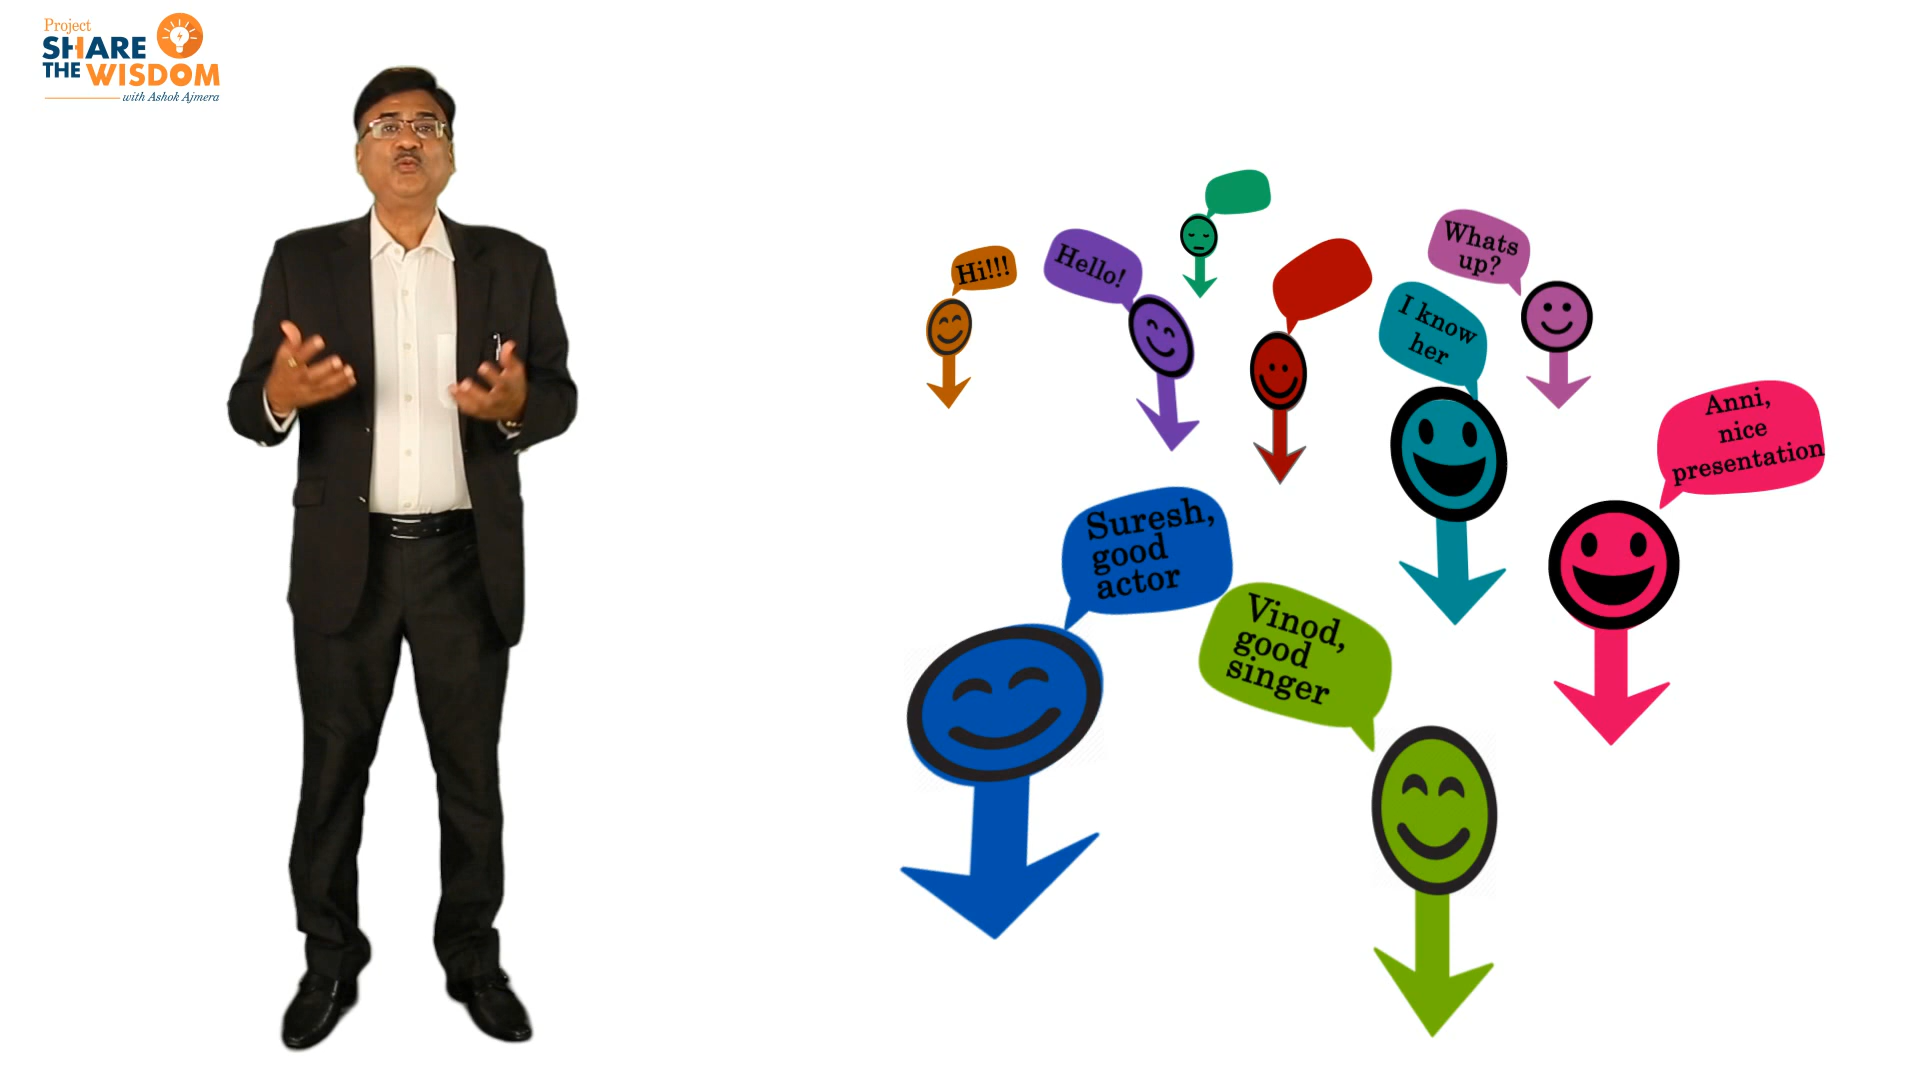 Project
SHARE
THE WISDOM
with Ashok Ajmera
Hi!!!
Hello!
Whats
up?
I know
her
Anni,
nice
presentation
Suresh,
good
actor
Vinod,
good
singer